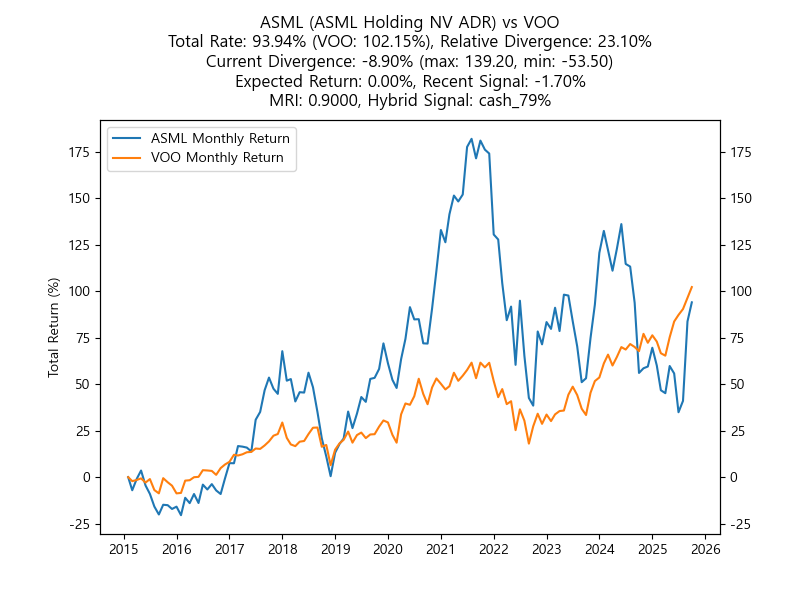 ASML (ASML Holding NV ADR) vs VOO
Total Rate: 93.94% (VOO: 102.15%), Relative Divergence: 23.10%
Current Divergence: -8.90% (max: 139.20, min: -53.50)
Expected Return: 0.00%, Recent Signal: -1.70%
MRI: 0.9000, Hybrid Signal: cash_79%
ASML Monthly Return
VOO Monthly Return
Total Return (%)
175
150
125
100
75
50
25
0
-25
175
150
125
100
75
50
25
0
-25
2015 2016 2017 2018 2019 2020 2021 2022 2023 2024 2025 2026